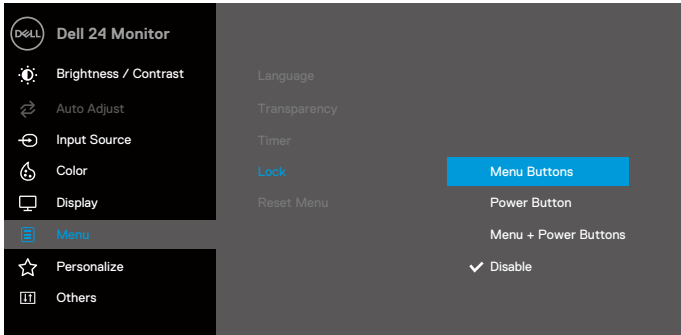 DELL Dell 24 Monitor
Brightness / Contrast
Auto Adjust
Input Source
Color
Display
Menu
Personalize
Others
Language
Transparency
Timer
Lock
Reset Menu
Menu Buttons
Power Button
Menu + Power Buttons
Disable